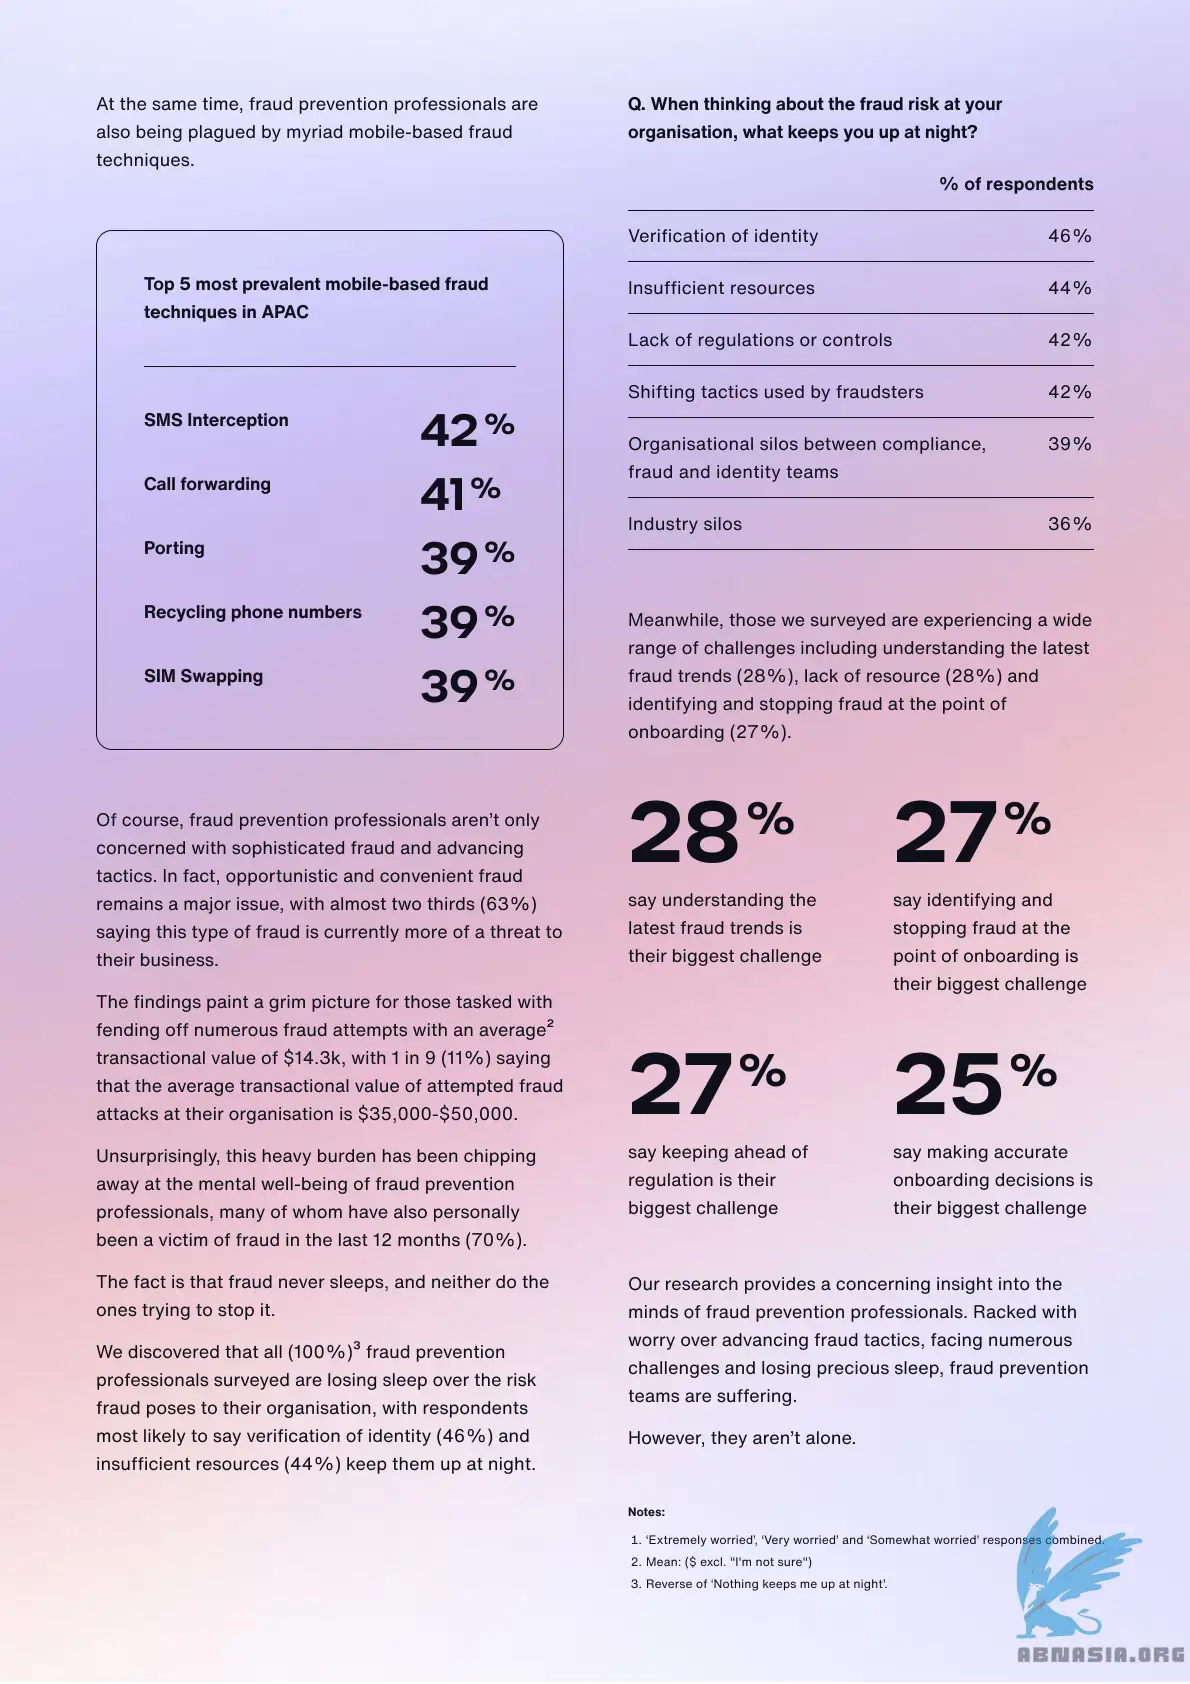 At the same time, fraud prevention professionals are
also being plagued by myriad mobile-based fraud
techniques.
Top 5 most prevalent mobile-based fraud
techniques in APAC
SMS Interception 42%
Call forwarding 41%
Porting 39%
Recycling phone numbers 39%
SIM Swapping 39%
Of course, fraud prevention professionals aren’t only
concerned with sophisticated fraud and advancing
tactics. In fact, opportunistic and convenient fraud
remains a major issue, with almost two thirds (63%)
saying this type of fraud is currently more of a threat to
their business.
The findings paint a grim picture for those tasked with
fending off numerous fraud attempts with an average²
transactional value of $14.3k, with 1 in 9 (11%) saying
that the average transactional value of attempted fraud
attacks at their organisation is $35,000-$50,000.
Unsurprisingly, this heavy burden has been chipping
away at the mental well-being of fraud prevention
professionals, many of whom have also personally
been a victim of fraud in the last 12 months (70%).
The fact is that fraud never sleeps, and neither do the
ones trying to stop it.
We discovered that all (100%)³ fraud prevention
professionals surveyed are losing sleep over the risk
fraud poses to their organisation, with respondents
most likely to say verification of identity (46%) and
insufficient resources (44%) keep them up at night.
Q. When thinking about the fraud risk at your
organisation, what keeps you up at night?
% of respondents
Verification of identity 46%
Insufficient resources 44%
Lack of regulations or controls 42%
Shifting tactics used by fraudsters 42%
Organisational silos between compliance, 39%
fraud and identity teams
Industry silos 36%
Meanwhile, those we surveyed are experiencing a wide
range of challenges including understanding the latest
fraud trends (28%), lack of resource (28%) and
identifying and stopping fraud at the point of
onboarding (27%).
28%
say understanding the
latest fraud trends is
their biggest challenge
27%
say identifying and
stopping fraud at the
point of onboarding is
their biggest challenge
27%
say keeping ahead of
regulation is their
biggest challenge
25%
say making accurate
onboarding decisions is
their biggest challenge
Our research provides a concerning insight into the
minds of fraud prevention professionals. Racked with
worry over advancing fraud tactics, facing numerous
challenges and losing precious sleep, fraud prevention
teams are suffering.
However, they aren’t alone.
Notes:
1. ‘Extremely worried’, ‘Very worried’ and ‘Somewhat worried’ responses combined.
2. Mean: ($ excl. "I'm not sure")
3. Reverse of ‘Nothing keeps me up at night’.
ABNASIA.ORG